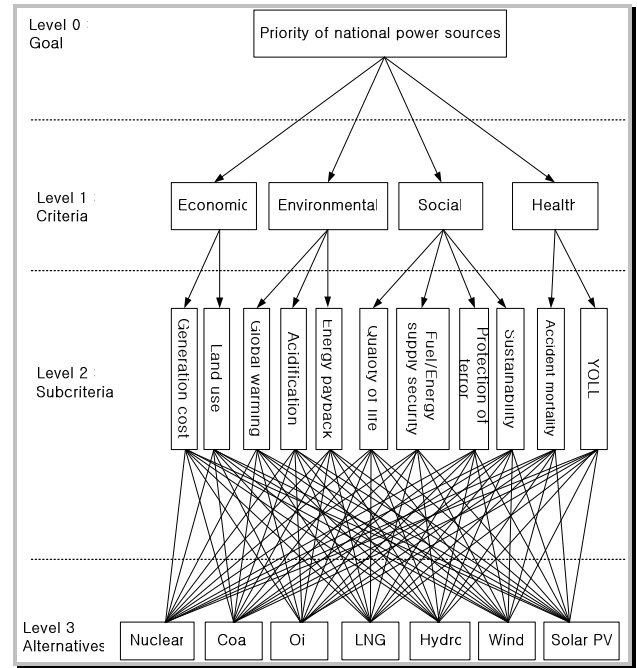 Level 0 :
Goal
Priority of national power sources
Level 1 :
Criteria
Economic
Environmental
Social
Health
Level 2 :
Subcriteria
Generation cost
Land use
Global warming
Acidification
Energy payback
Qualoty of life
Fuel/Energy
supply security
Protection of
terror
Sustainability
Accident mortality
YOLL
Level 3
Alternatives
Nuclear
Coa
Oi
LNG
Hydro
Wind
Solar PV